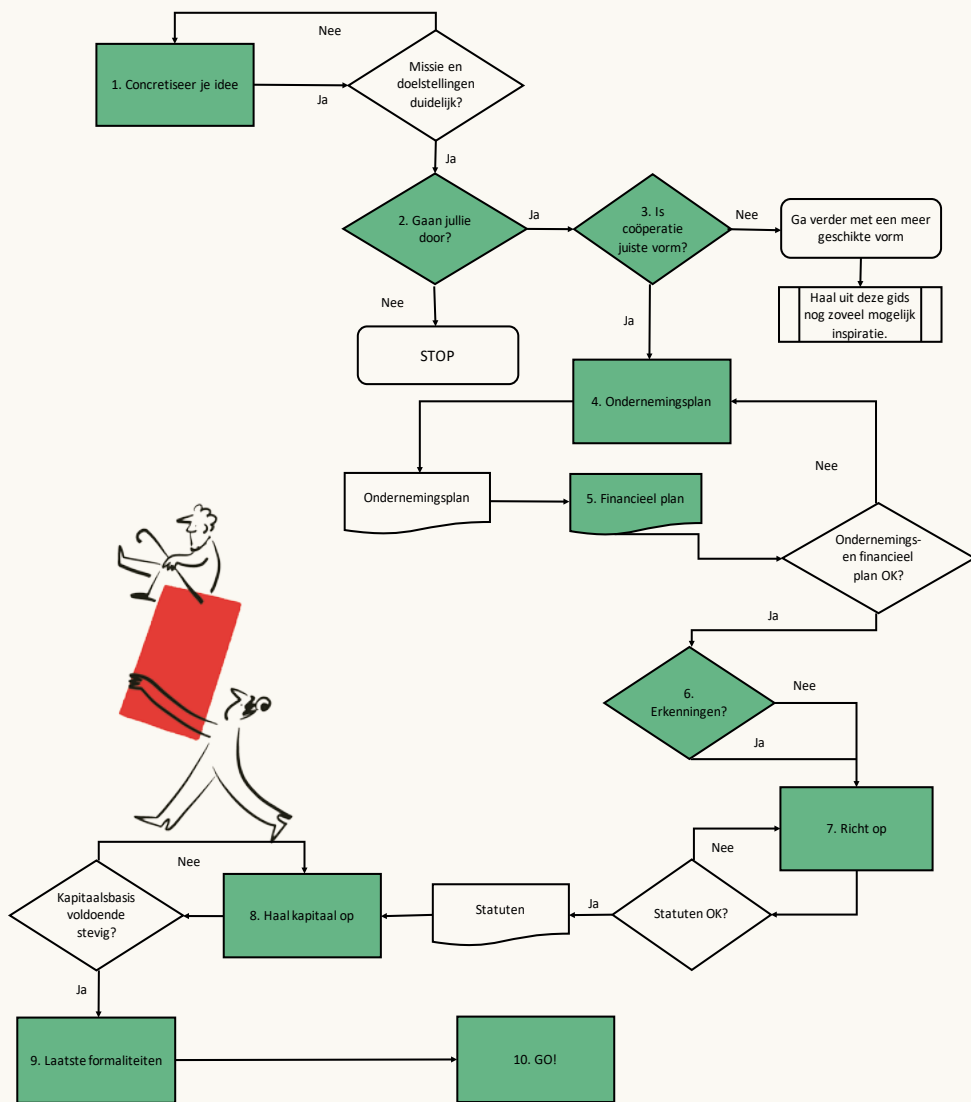 Nee
1. Concretiseer je idee
Ja
Missie en
doelstellingen
duidelijk?
Ja
2. Gaan jullie
door?
Ja
3. Is
coöperatie
juiste vorm?
Nee
Ga verder met een meer
geschikte vorm
Haal uit deze gids
nog zoveel mogelijk
inspiratie.
Nee
STOP
Ja
4. Ondernemingsplan
Ondernemingsplan
5. Financieel plan
Nee
Ondernemings-
en financieel
plan OK?
Ja
6.
Erkenningen?
Nee
Ja
7. Richt op
Nee
Statuten OK?
Ja
Statuten
8. Haal kapitaal op
Nee
Kapitaalsbasis
voldoende
stevig?
Ja
9. Laatste formaliteiten
10. GO!